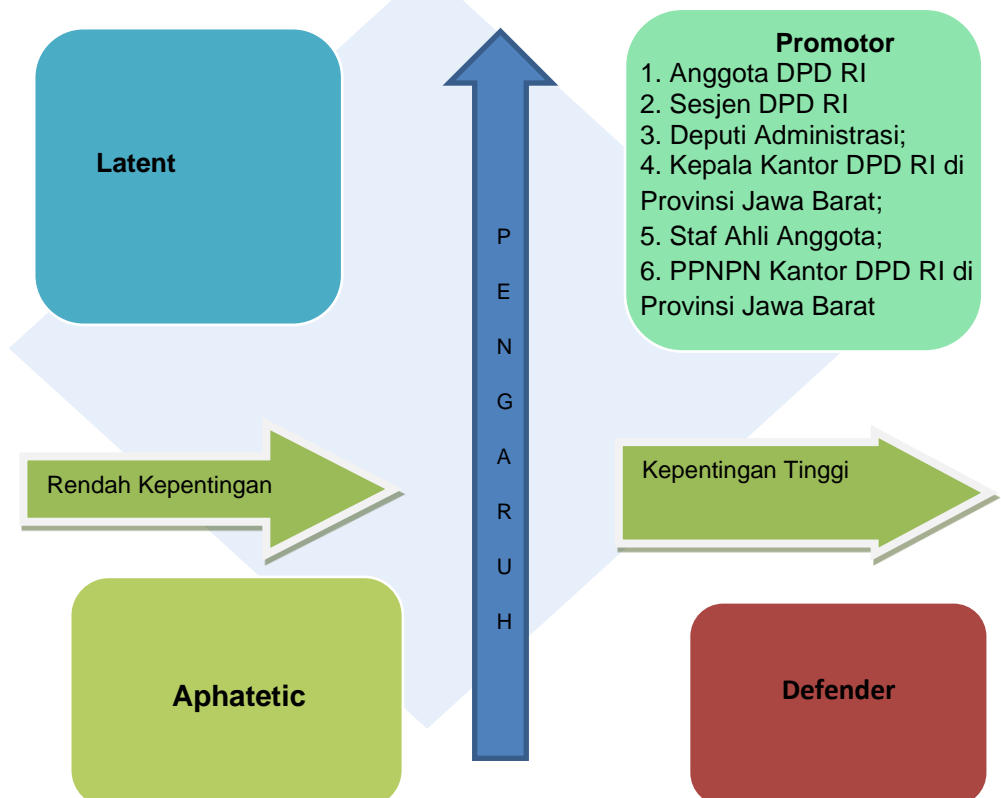 Latent
Promotor
1. Anggota DPD RI
2. Sesjen DPD RI
3. Deputi Administrasi;
4. Kepala Kantor DPD RI di
Provinsi Jawa Barat;
5. Staf Ahli Anggota;
6. PPNPN Kantor DPD RI di
Provinsi Jawa Barat
P
E
N
G
A
R
U
H
Rendah Kepentingan
Kepentingan Tinggi
Aphatetic
Defender